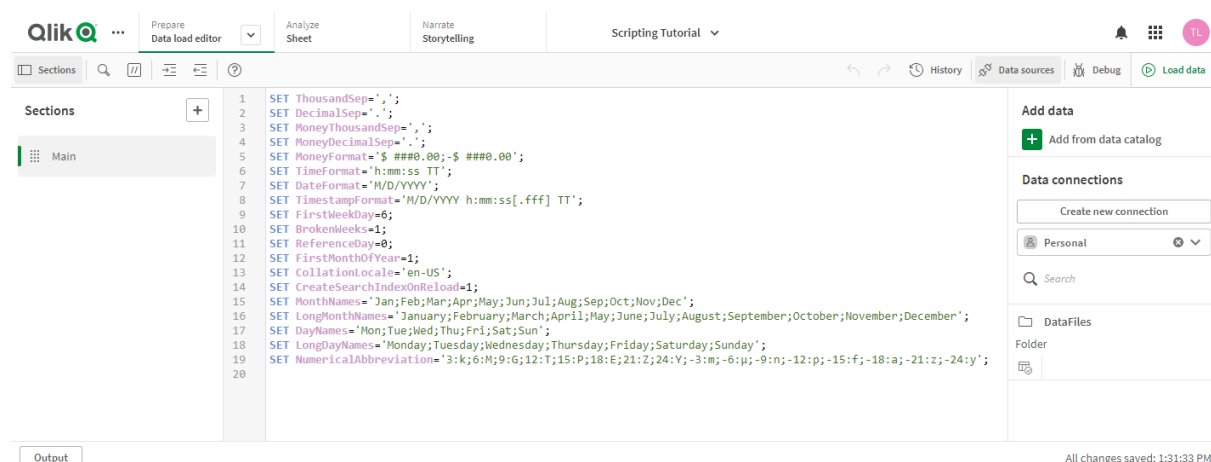 Qlik
Prepare
Data load editor
Analyze
Sheet
Narrate
Storytelling
Scripting Tutorial
TL
Sections
//
History
Data sources
Debug
Load data
Sections
Main
1 SET ThousandSep=',';
2 SET DecimalSep='.';
3 SET MoneyThousandSep=',';
4 SET MoneyDecimalSep='.';
5 SET MoneyFormat='$ ###0.00;-$ ###0.00';
6 SET TimeFormat='h:mm:ss TT';
7 SET DateFormat='M/D/YYYY';
8 SET TimestampFormat='M/D/YYYY h:mm:ss[.fff] TT';
9 SET FirstWeekDay=6;
10 SET BrokenWeeks=1;
11 SET ReferenceDay=0;
12 SET FirstMonthOfYear=1;
13 SET CollationLocale='en-US';
14 SET CreateSearchIndexOnReload=1;
15 SET MonthNames='Jan;Feb;Mar;Apr;May;Jun;Jul;Aug;Sep;Oct;Nov;Dec';
16 SET LongMonthNames='January;February;March;April;May;June;July;August;September;October;November;December';
17 SET DayNames='Mon;Tue;Wed;Thu;Fri;Sat;Sun';
18 SET LongDayNames='Monday;Tuesday;Wednesday;Thursday;Friday;Saturday;Sunday';
19 SET NumericalAbbreviation='3:k;6:M;9:G;12:T;15:P;18:E;21:Z;24:Y;-3:m;-6:μ;-9:n;-12:p;-15:f;-18:a;-21:z;-24:y';
20
Add data
Add from data catalog
Data connections
Create new connection
Personal
Search
DataFiles
Folder
Output
All changes saved: 1:31:33 PM